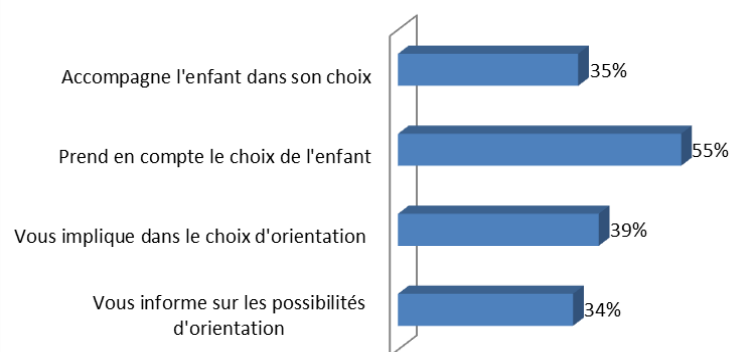 Accompagne l'enfant dans son choix
35%
Prend en compte le choix de l'enfant
55%
Vous implique dans le choix d'orientation
39%
Vous informe sur les possibilités
d'orientation
34%